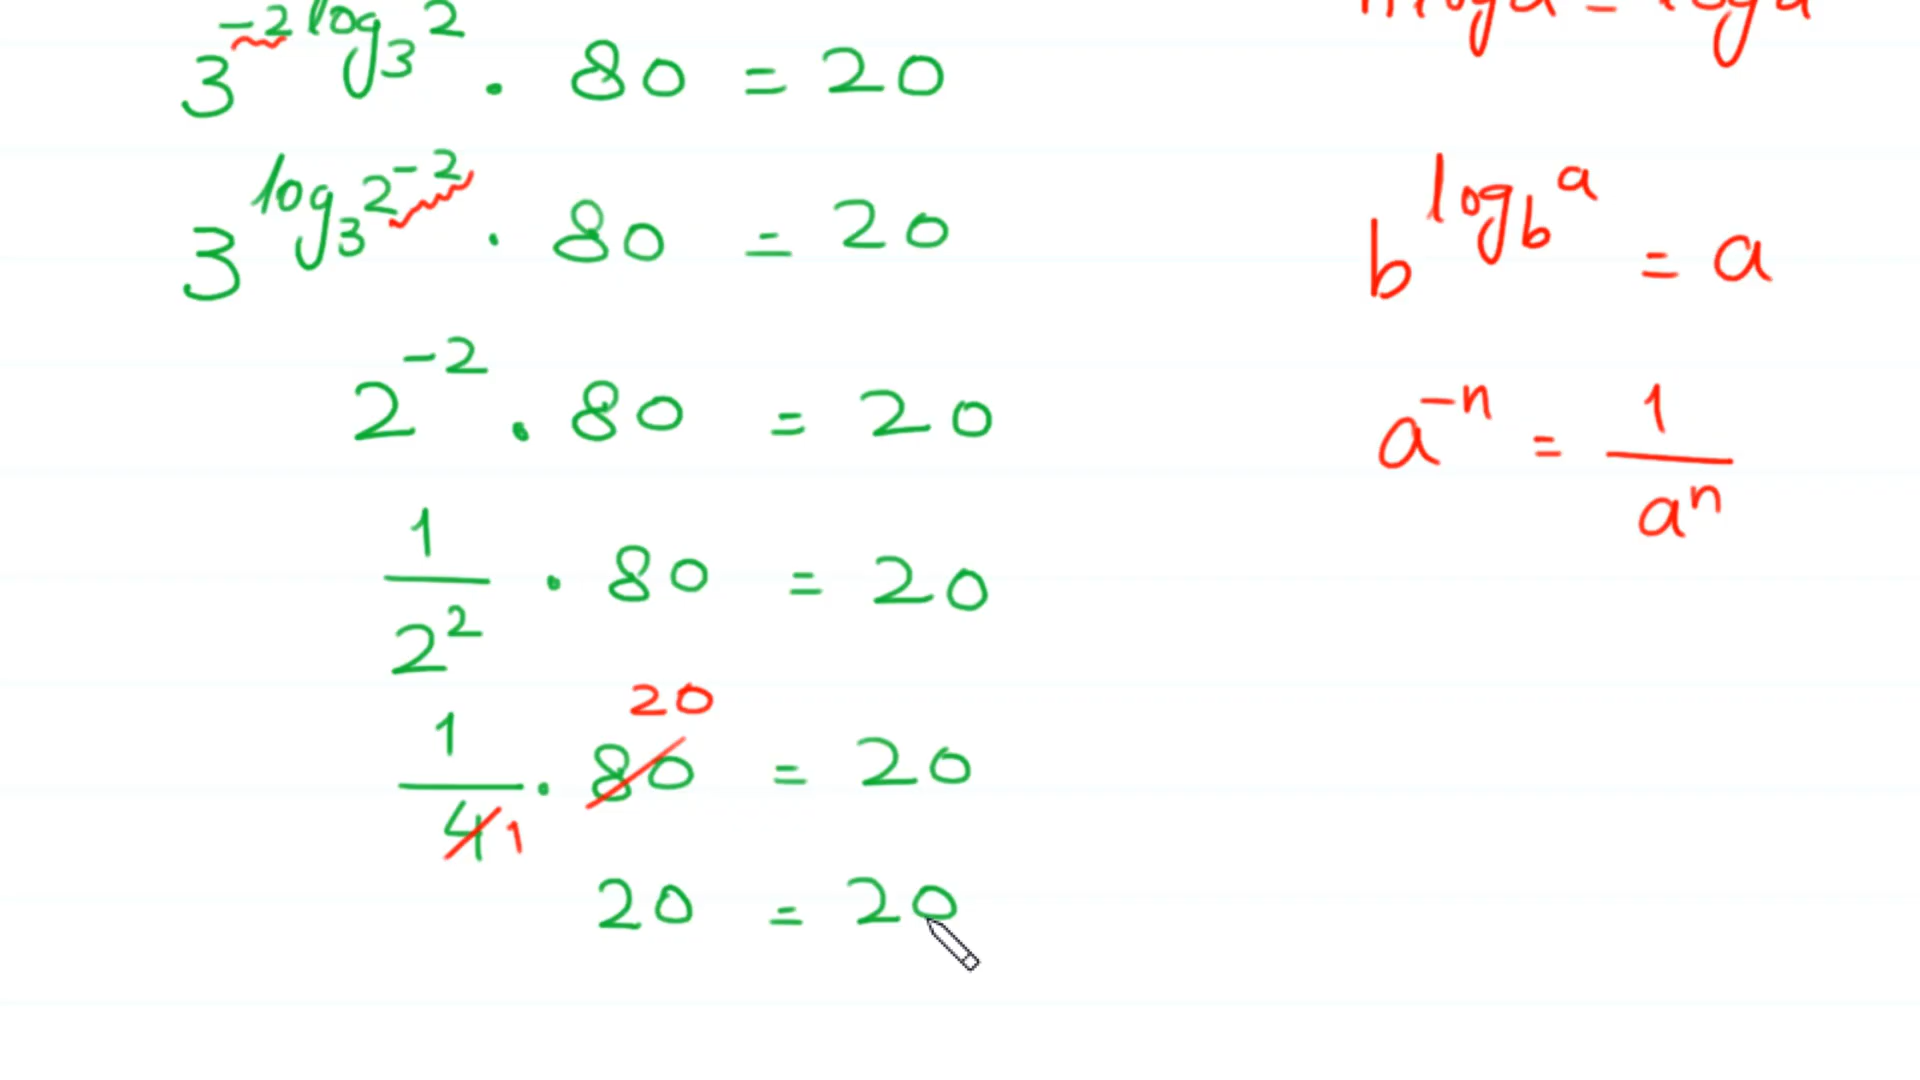 3^{-2 log_3 2} · 80 = 20
3^{log_3 2^{-2}} · 80 = 20
2^{-2} · 80 = 20
1/2^2 · 80 = 20
20
1/4 · 80 = 20
1
20 = 20
b^{log_b a} = a
a^{-n} = 1/a^n